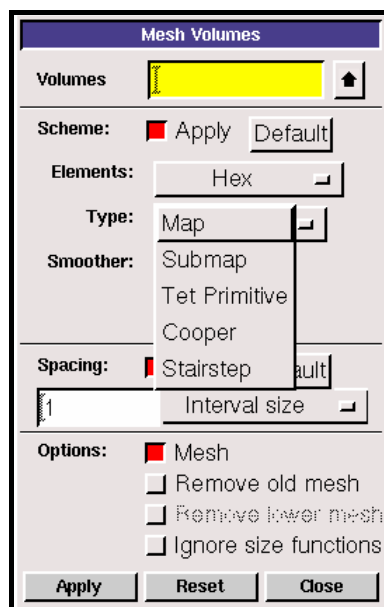 Mesh Volumes
Volumes
Scheme: Apply Default
Elements: Hex
Type: Map
Smoother: Submap
Tet Primitive
Cooper
Spacing: Stairstep ault
1 Interval size
Options: Mesh
Remove old mesh
Remove lower mesh
Ignore size functions
Apply Reset Close